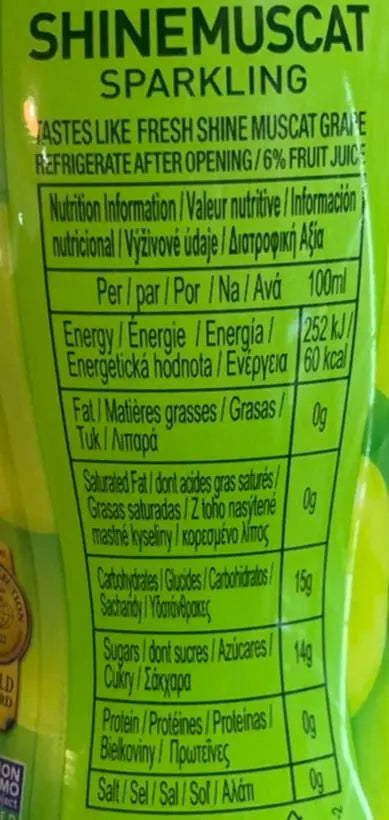 SHINEMUSCAT
SPARKLING
TASTES LIKE FRESH SHINE MUSCAT GRAPE
REFRIGERATE AFTER OPENING / 6% FRUIT JUICE
Nutrition Information / Valeur nutritive / Información
nutricional / Výživové údaje / Διατροφική Αξία
Per / par / Por / Na / Ανά 100ml
Energy / Énergie / Energía / 252 kJ /
Energetická hodnota / Ενέργεια 60 kcal
Fat / Matières grasses / Grasas / 0g
Tuk / Λιπαρά
Saturated Fat / dont acides gras saturés /
Grasas saturadas / Z toho nasýtené 0g
mastné kyseliny / κορεσμένο λίπος
Carbohydrates / Glucides / Carbohidratos / 15g
Sacharidy / Υδατάνθρακες
Sugars / dont sucres / Azúcares / 14g
Cukry / Σάκχαρα
Protein / Protéines / Proteínas / 0g
Bielkoviny / Πρωτεΐνες
Salt / Sel / Sal / Soľ / Αλάτι 0g